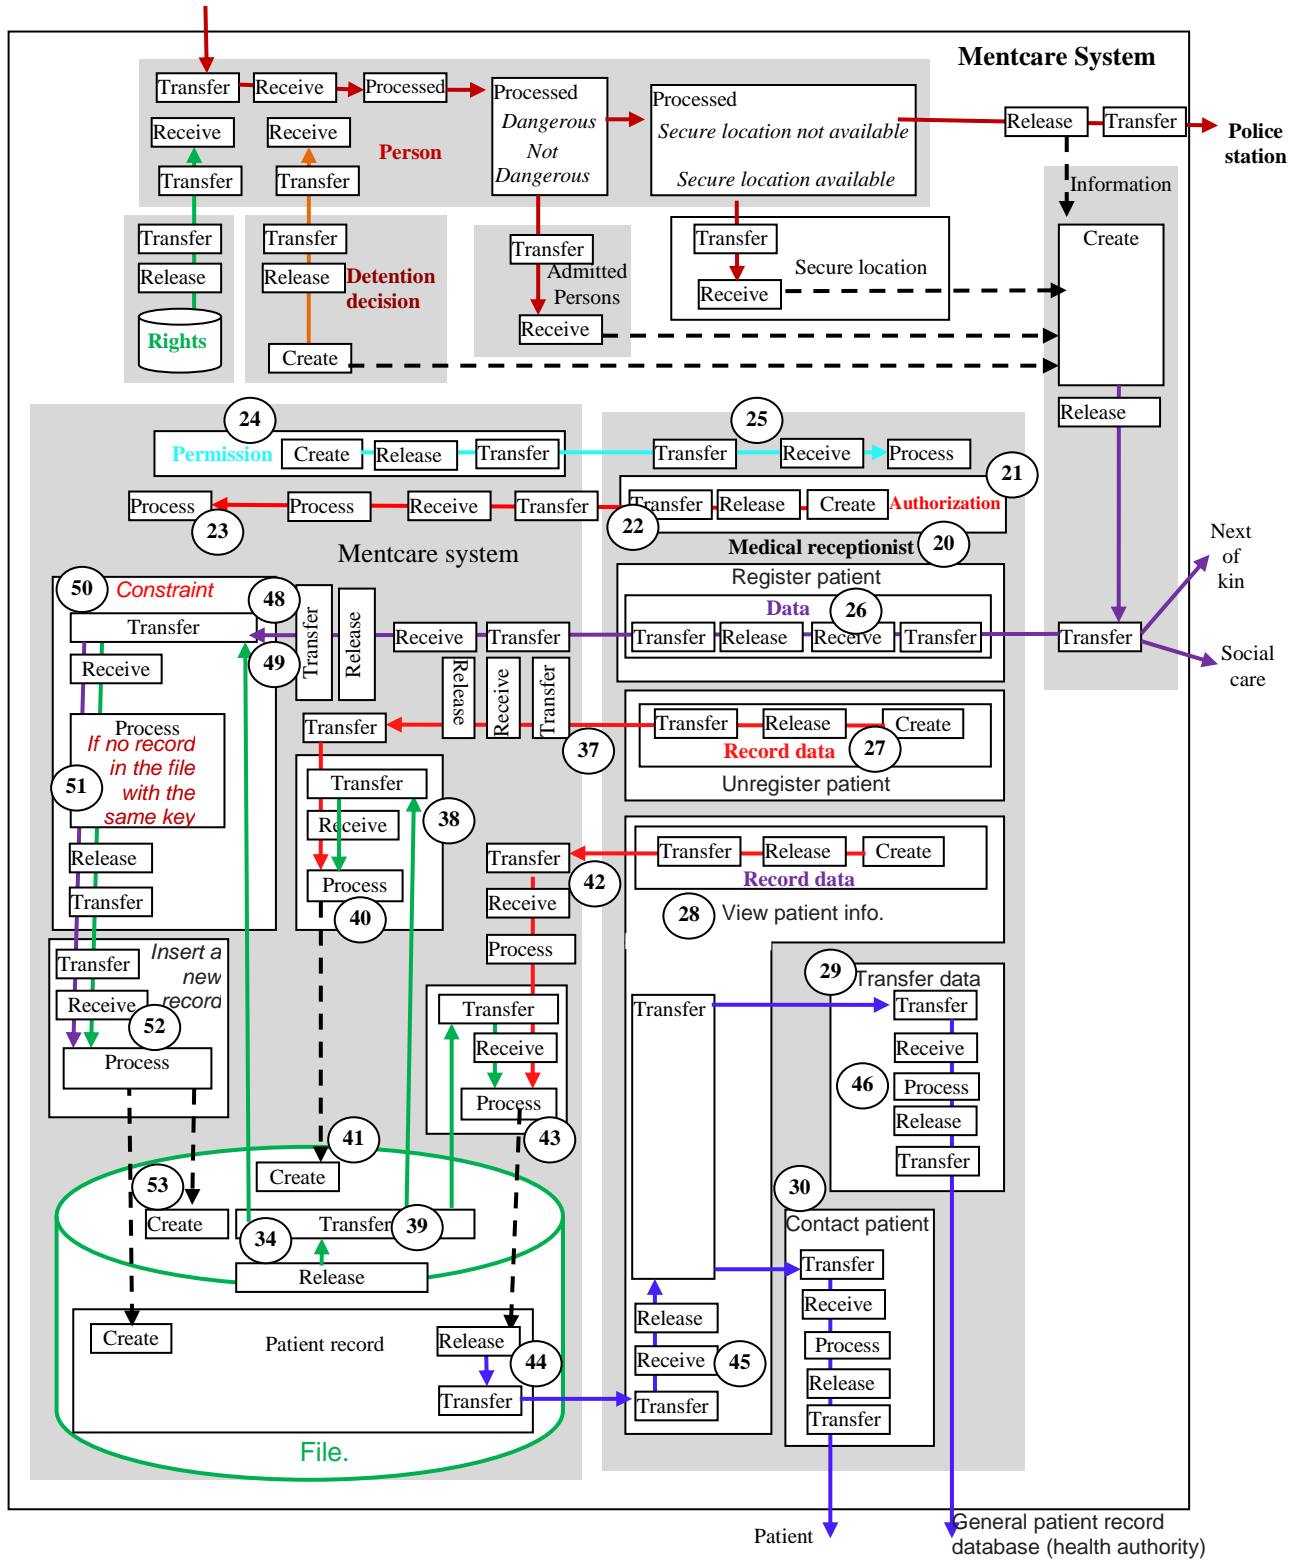 Mentcare System
Transfer
Receive
Processed
Processed
Dangerous
Not
Dangerous
Processed
Secure location not available
Secure location available
Release
Transfer
Police
station
Receive
Receive
Person
Transfer
Transfer
Information
Transfer
Release
Rights
Transfer
Release
Detention
decision
Create
Transfer
Admitted
Persons
Receive
Transfer
Receive
Secure location
Create
Release
24
Permission
Create
Release
Transfer
25
Transfer
Receive
Process
21
Process
23
Process
Receive
Transfer
22
Transfer
Release
Create
Authorization
Mentcare system
Medical receptionist
20
Register patient
Data
26
Transfer
Release
Receive
Transfer
Transfer
Next
of
kin
Social
care
50
Constraint
48
Transfer
49
Receive
Transfer
Release
Receive
Transfer
Release
Receive
Transfer
Process
If no record
in the file
with the
same key
51
Release
Transfer
Transfer
37
Transfer
Release
Create
Record data
27
Unregister patient
Transfer
Receive
38
Process
40
Transfer
42
Receive
Process
Transfer
Release
Create
Record data
28
View patient info.
Insert a
new
record
Transfer
Receive
52
Process
Transfer
Receive
Process
43
29
Transfer data
Transfer
Transfer
Receive
46
Process
Release
Transfer
41
Create
53
Create
Transfer
39
34
Release
30
Contact patient
Transfer
Receive
Process
Release
Transfer
Create
Patient record
Release
44
Transfer
Release
Receive
45
Transfer
File.
Patient
General patient record
database (health authority)